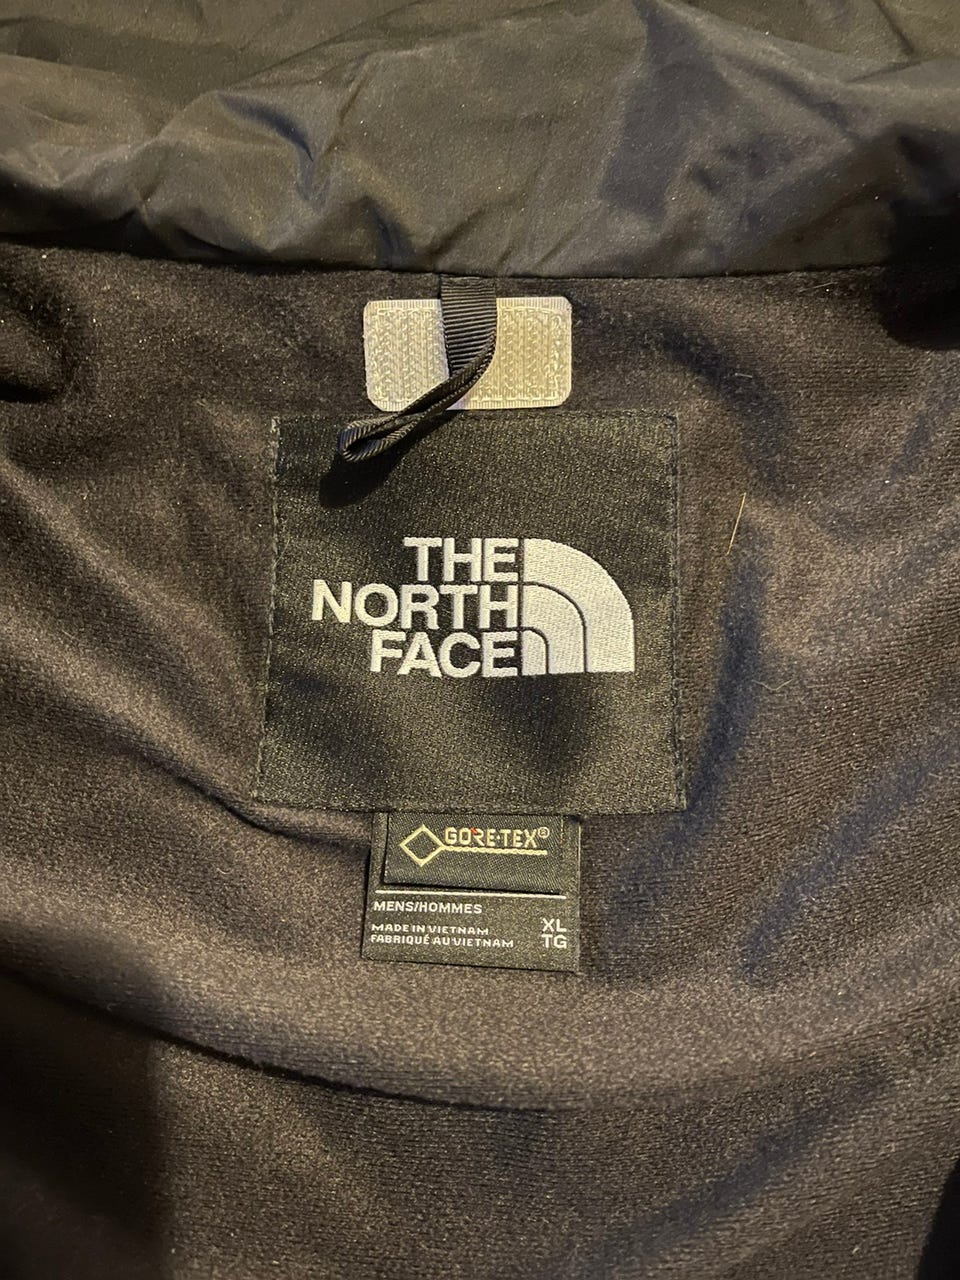 THE
NORTH
FACE
GORE-TEX®
MENS/HOMMES
MADE IN VIETNAM XL
FABRIQUÉ AU VIETNAM TG